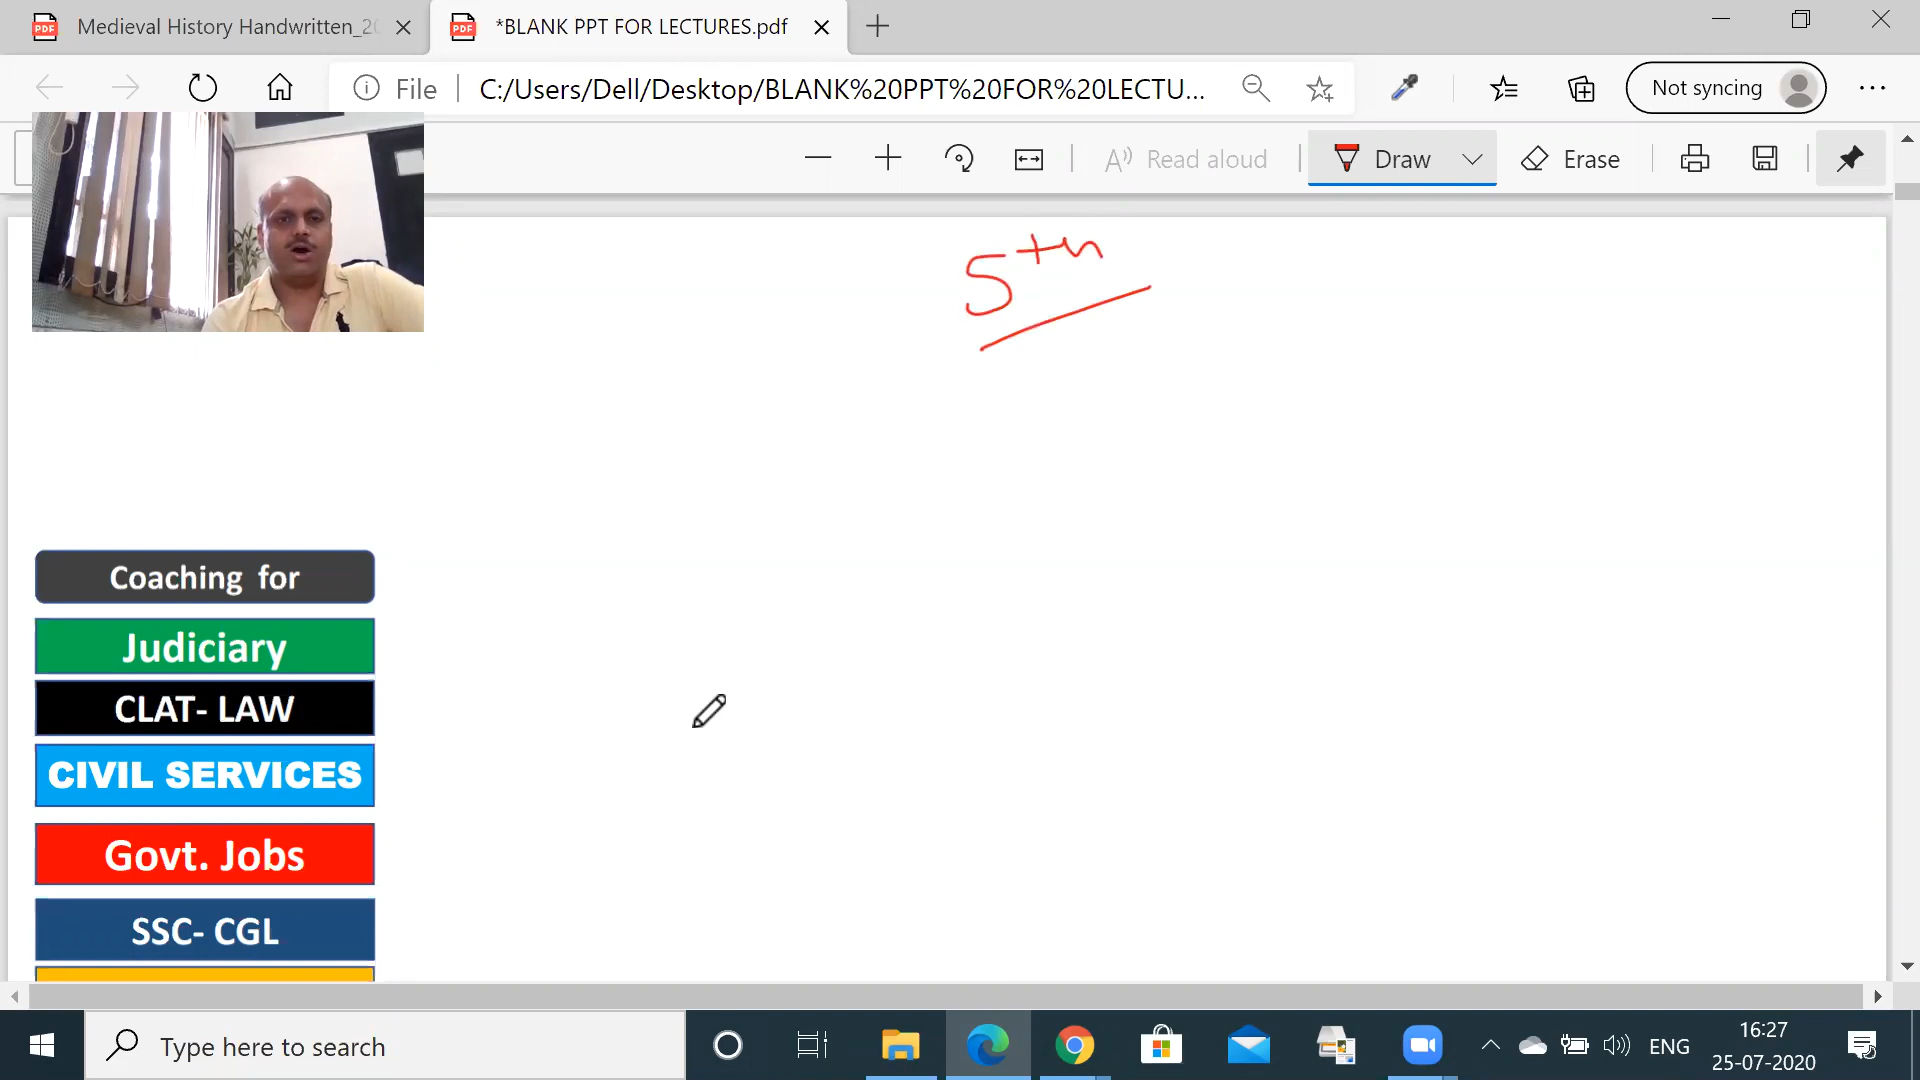 Medieval History Handwritten_20
*BLANK PPT FOR LECTURES.pdf
File
C:/Users/Dell/Desktop/BLANK%20PPT%20FOR%20LECTU...
Not syncing
Read aloud
Draw
Erase
5th
Coaching for
Judiciary
CLAT- LAW
CIVIL SERVICES
Govt. Jobs
SSC- CGL
Type here to search
ENG
16:27
25-07-2020